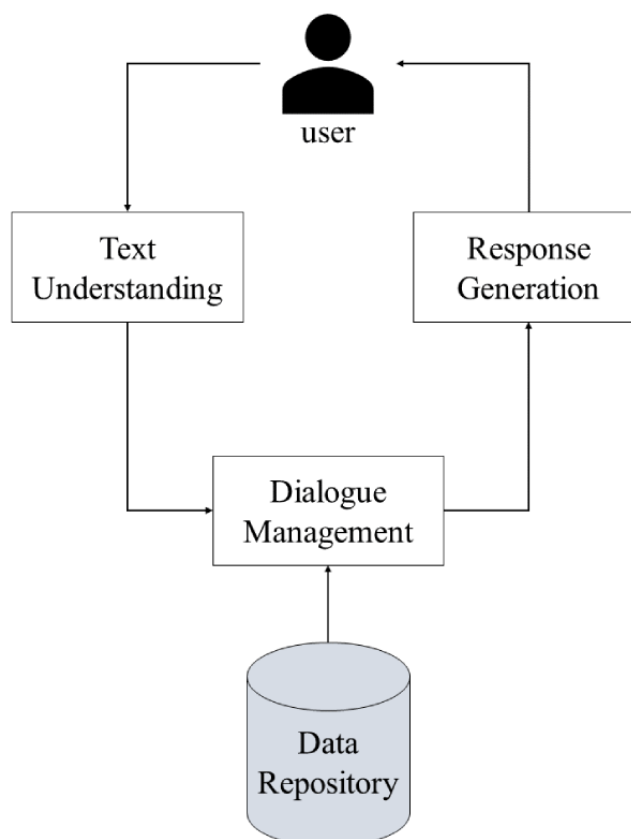 user
Text
Understanding
Response
Generation
Dialogue
Management
Data
Repository